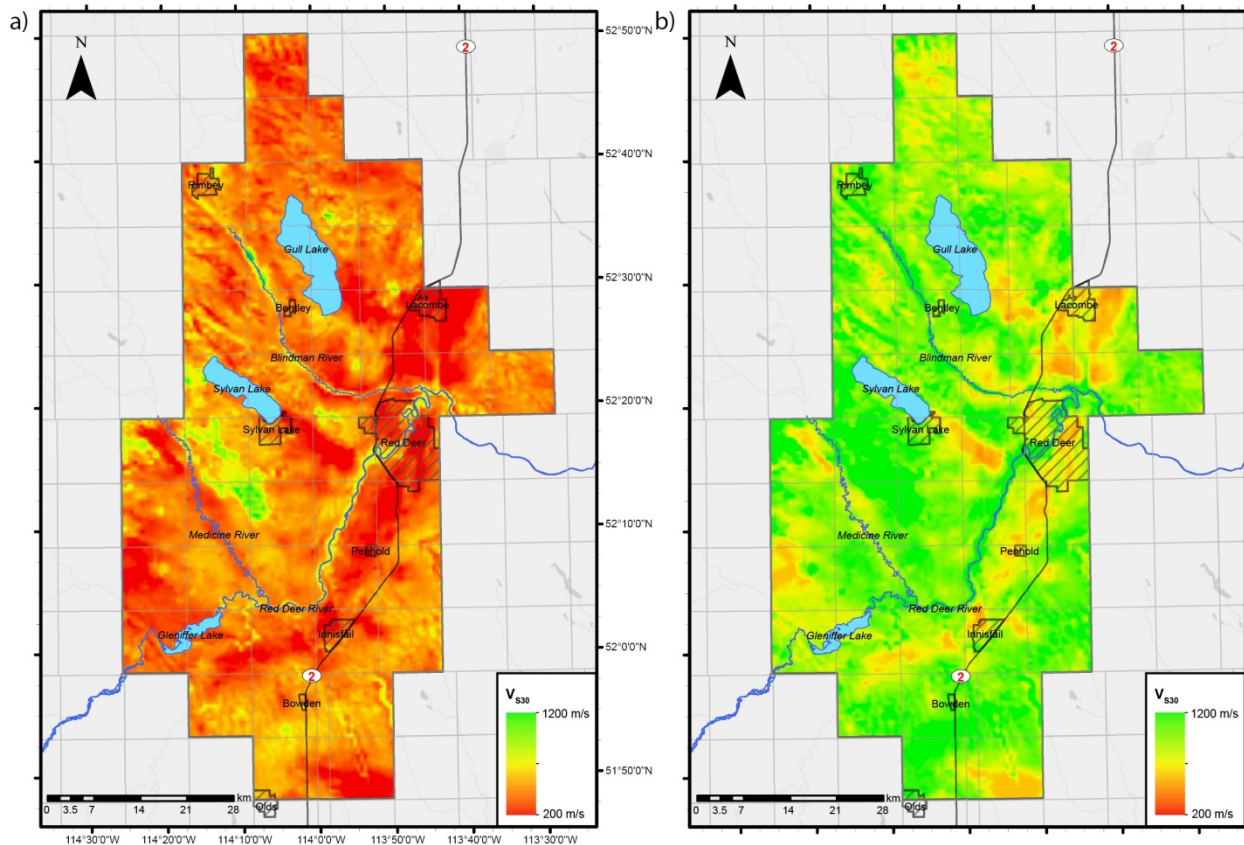 a)
N
2
Rimbey
Gull Lake
Bentley
Lacombe
Blindman River
Sylvan Lake
Sylvan Lake
Red Deer
Medicine River
Penhold
Red Deer River
Gleniffer Lake
Innisfail
2
Bowden
Olds
VS30
1200 m/s
200 m/s
km
0 3.5 7 14 21 28
114°30'0"W 114°20'0"W 114°10'0"W 114°0'0"W 113°50'0"W 113°40'0"W 113°30'0"W
52°50'0"N
52°40'0"N
52°30'0"N
52°20'0"N
52°10'0"N
52°0'0"N
51°50'0"N
b)
N
2
Rimbey
Gull Lake
Bentley
Lacombe
Blindman River
Sylvan Lake
Sylvan Lake
Red Deer
Medicine River
Penhold
Red Deer River
Gleniffer Lake
Innisfail
2
Bowden
Olds
VS30
1200 m/s
200 m/s
km
0 3.5 7 14 21 28